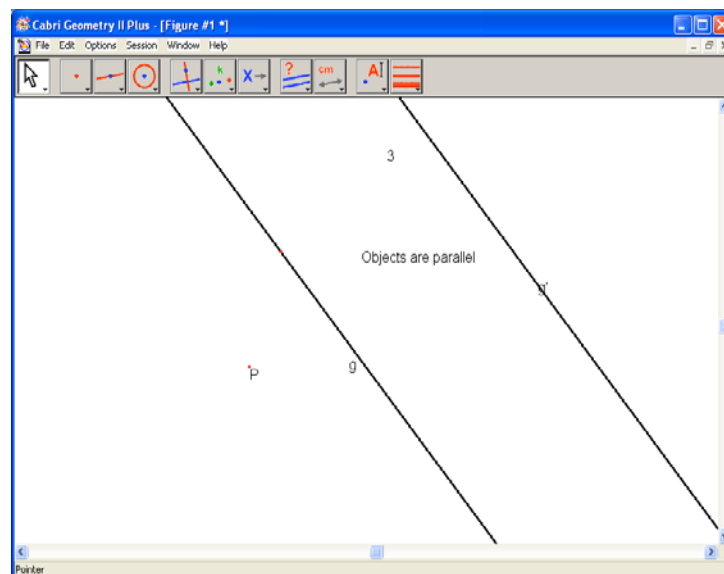 Cabri Geometry II Plus - [Figure #1 *]
File Edit Options Session Window Help
k X ? cm A
3
Objects are parallel
g'
g
P
Pointer